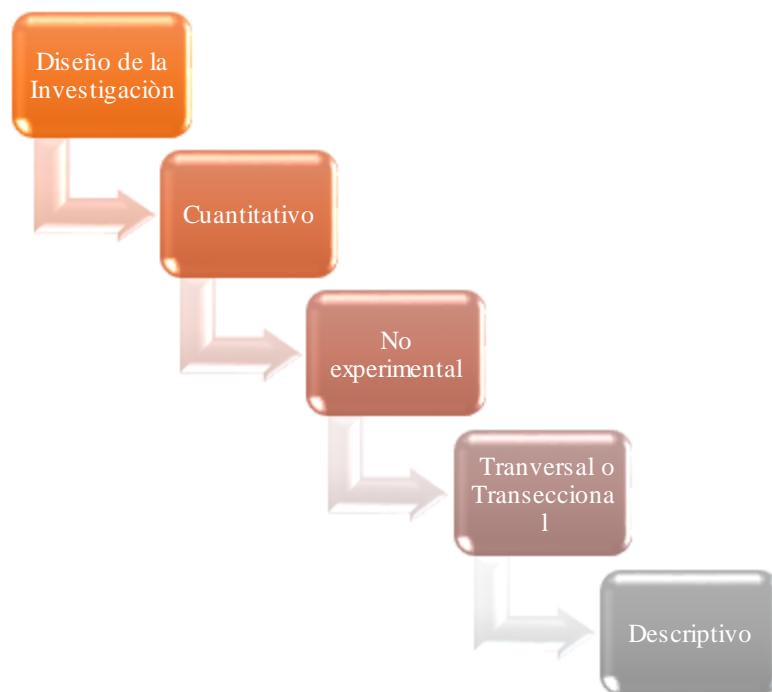 Diseño de la
Investigaciòn
Cuantitativo
No
experimental
Tranversal o
Transecciona
l
Descriptivo